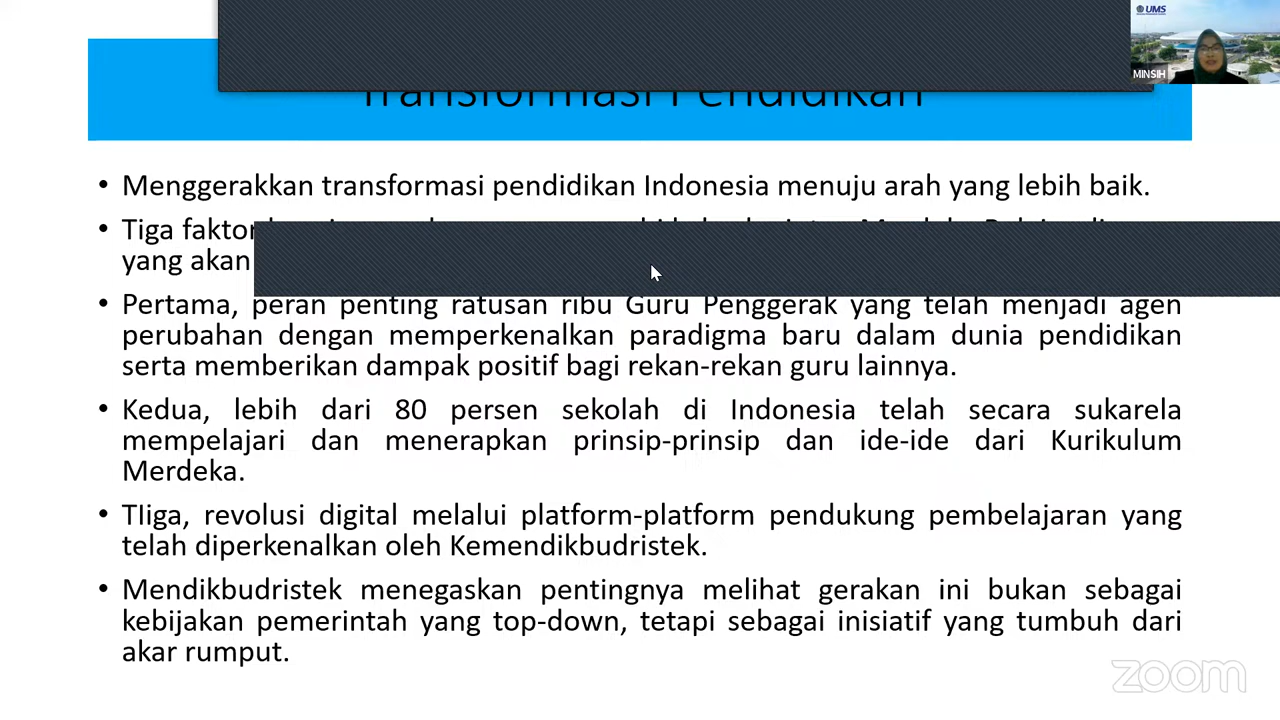 UMS
MINSIH
Transformasi Pendidikan
• Menggerakkan transformasi pendidikan Indonesia menuju arah yang lebih baik.
• Tiga faktor
yang akan
• Pertama, peran penting ratusan ribu Guru Penggerak yang telah menjadi agen
perubahan dengan memperkenalkan paradigma baru dalam dunia pendidikan
serta memberikan dampak positif bagi rekan-rekan guru lainnya.
• Kedua, lebih dari 80 persen sekolah di Indonesia telah secara sukarela
mempelajari dan menerapkan prinsip-prinsip dan ide-ide dari Kurikulum
Merdeka.
• TIiga, revolusi digital melalui platform-platform pendukung pembelajaran yang
telah diperkenalkan oleh Kemendikbudristek.
• Mendikbudristek menegaskan pentingnya melihat gerakan ini bukan sebagai
kebijakan pemerintah yang top-down, tetapi sebagai inisiatif yang tumbuh dari
akar rumput.
zoom